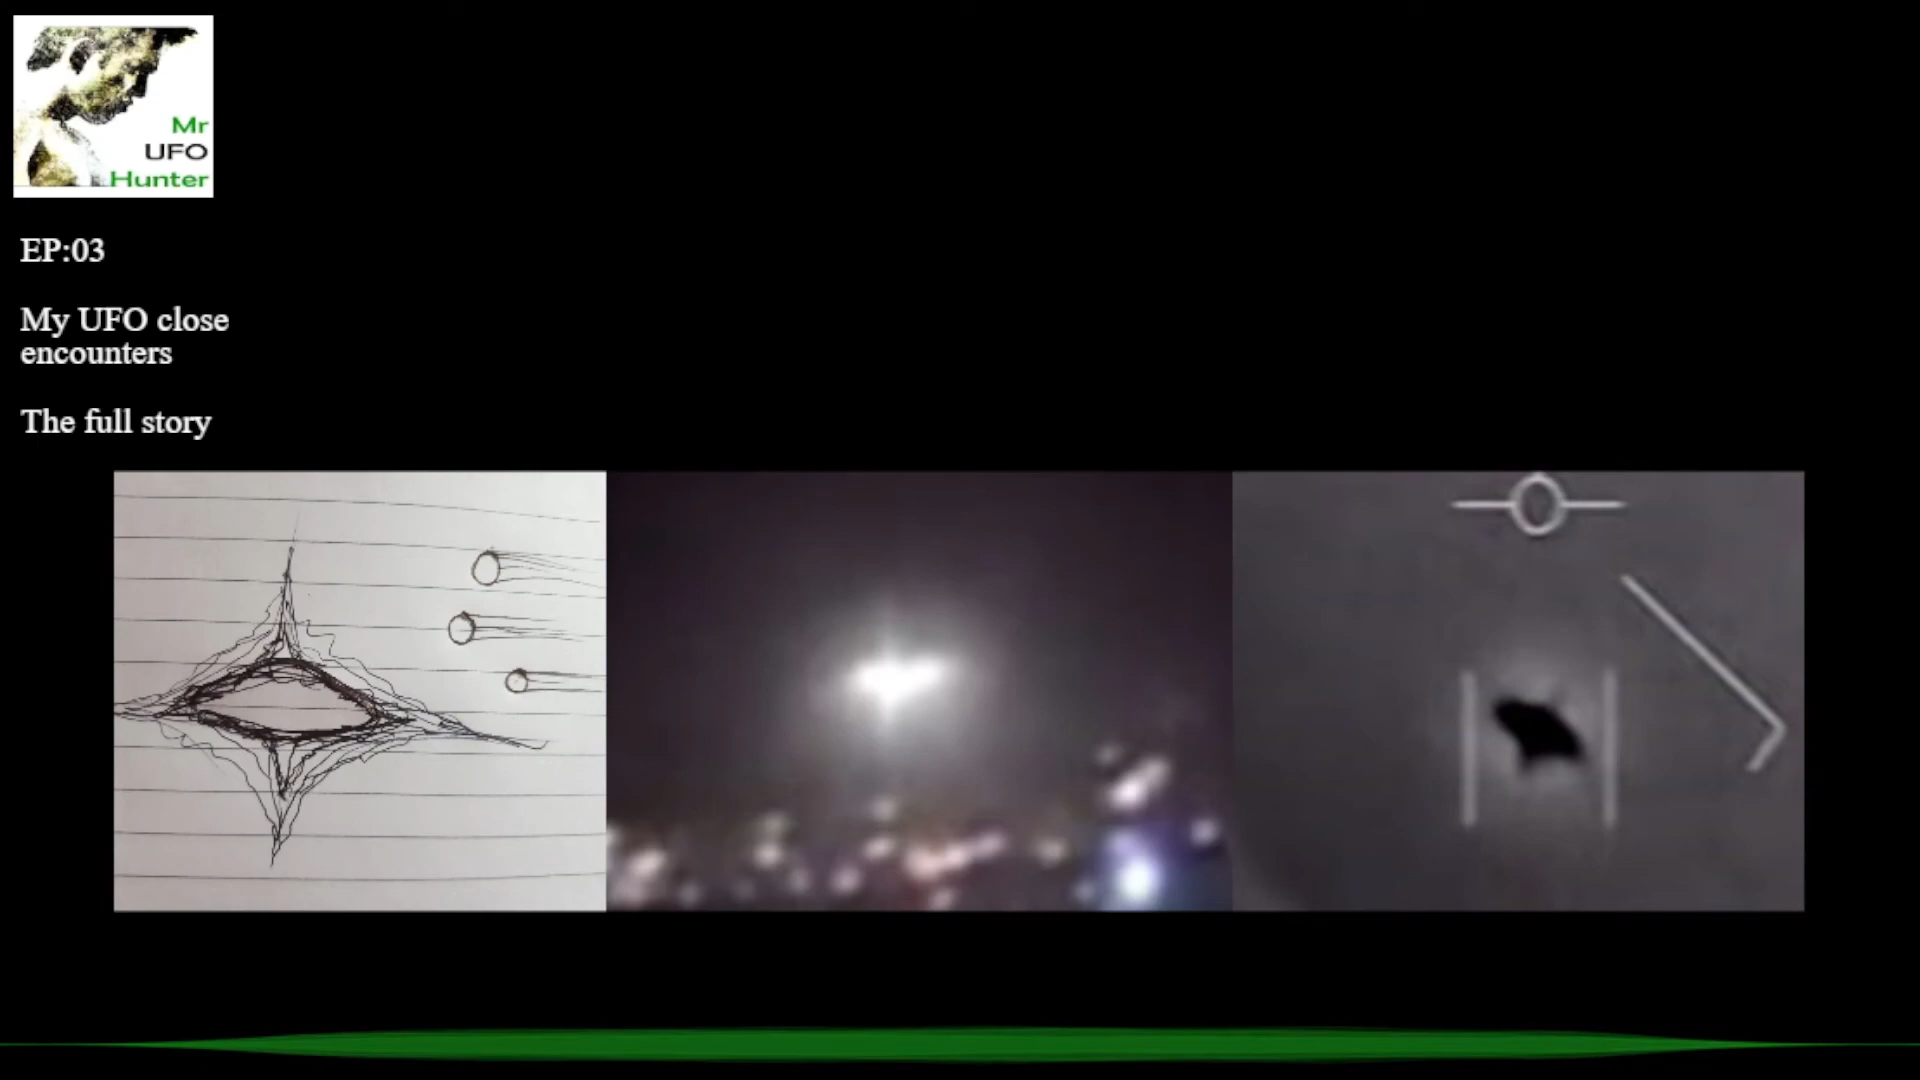 Mr
UFO
Hunter
EP:03
My UFO close
encounters
The full story